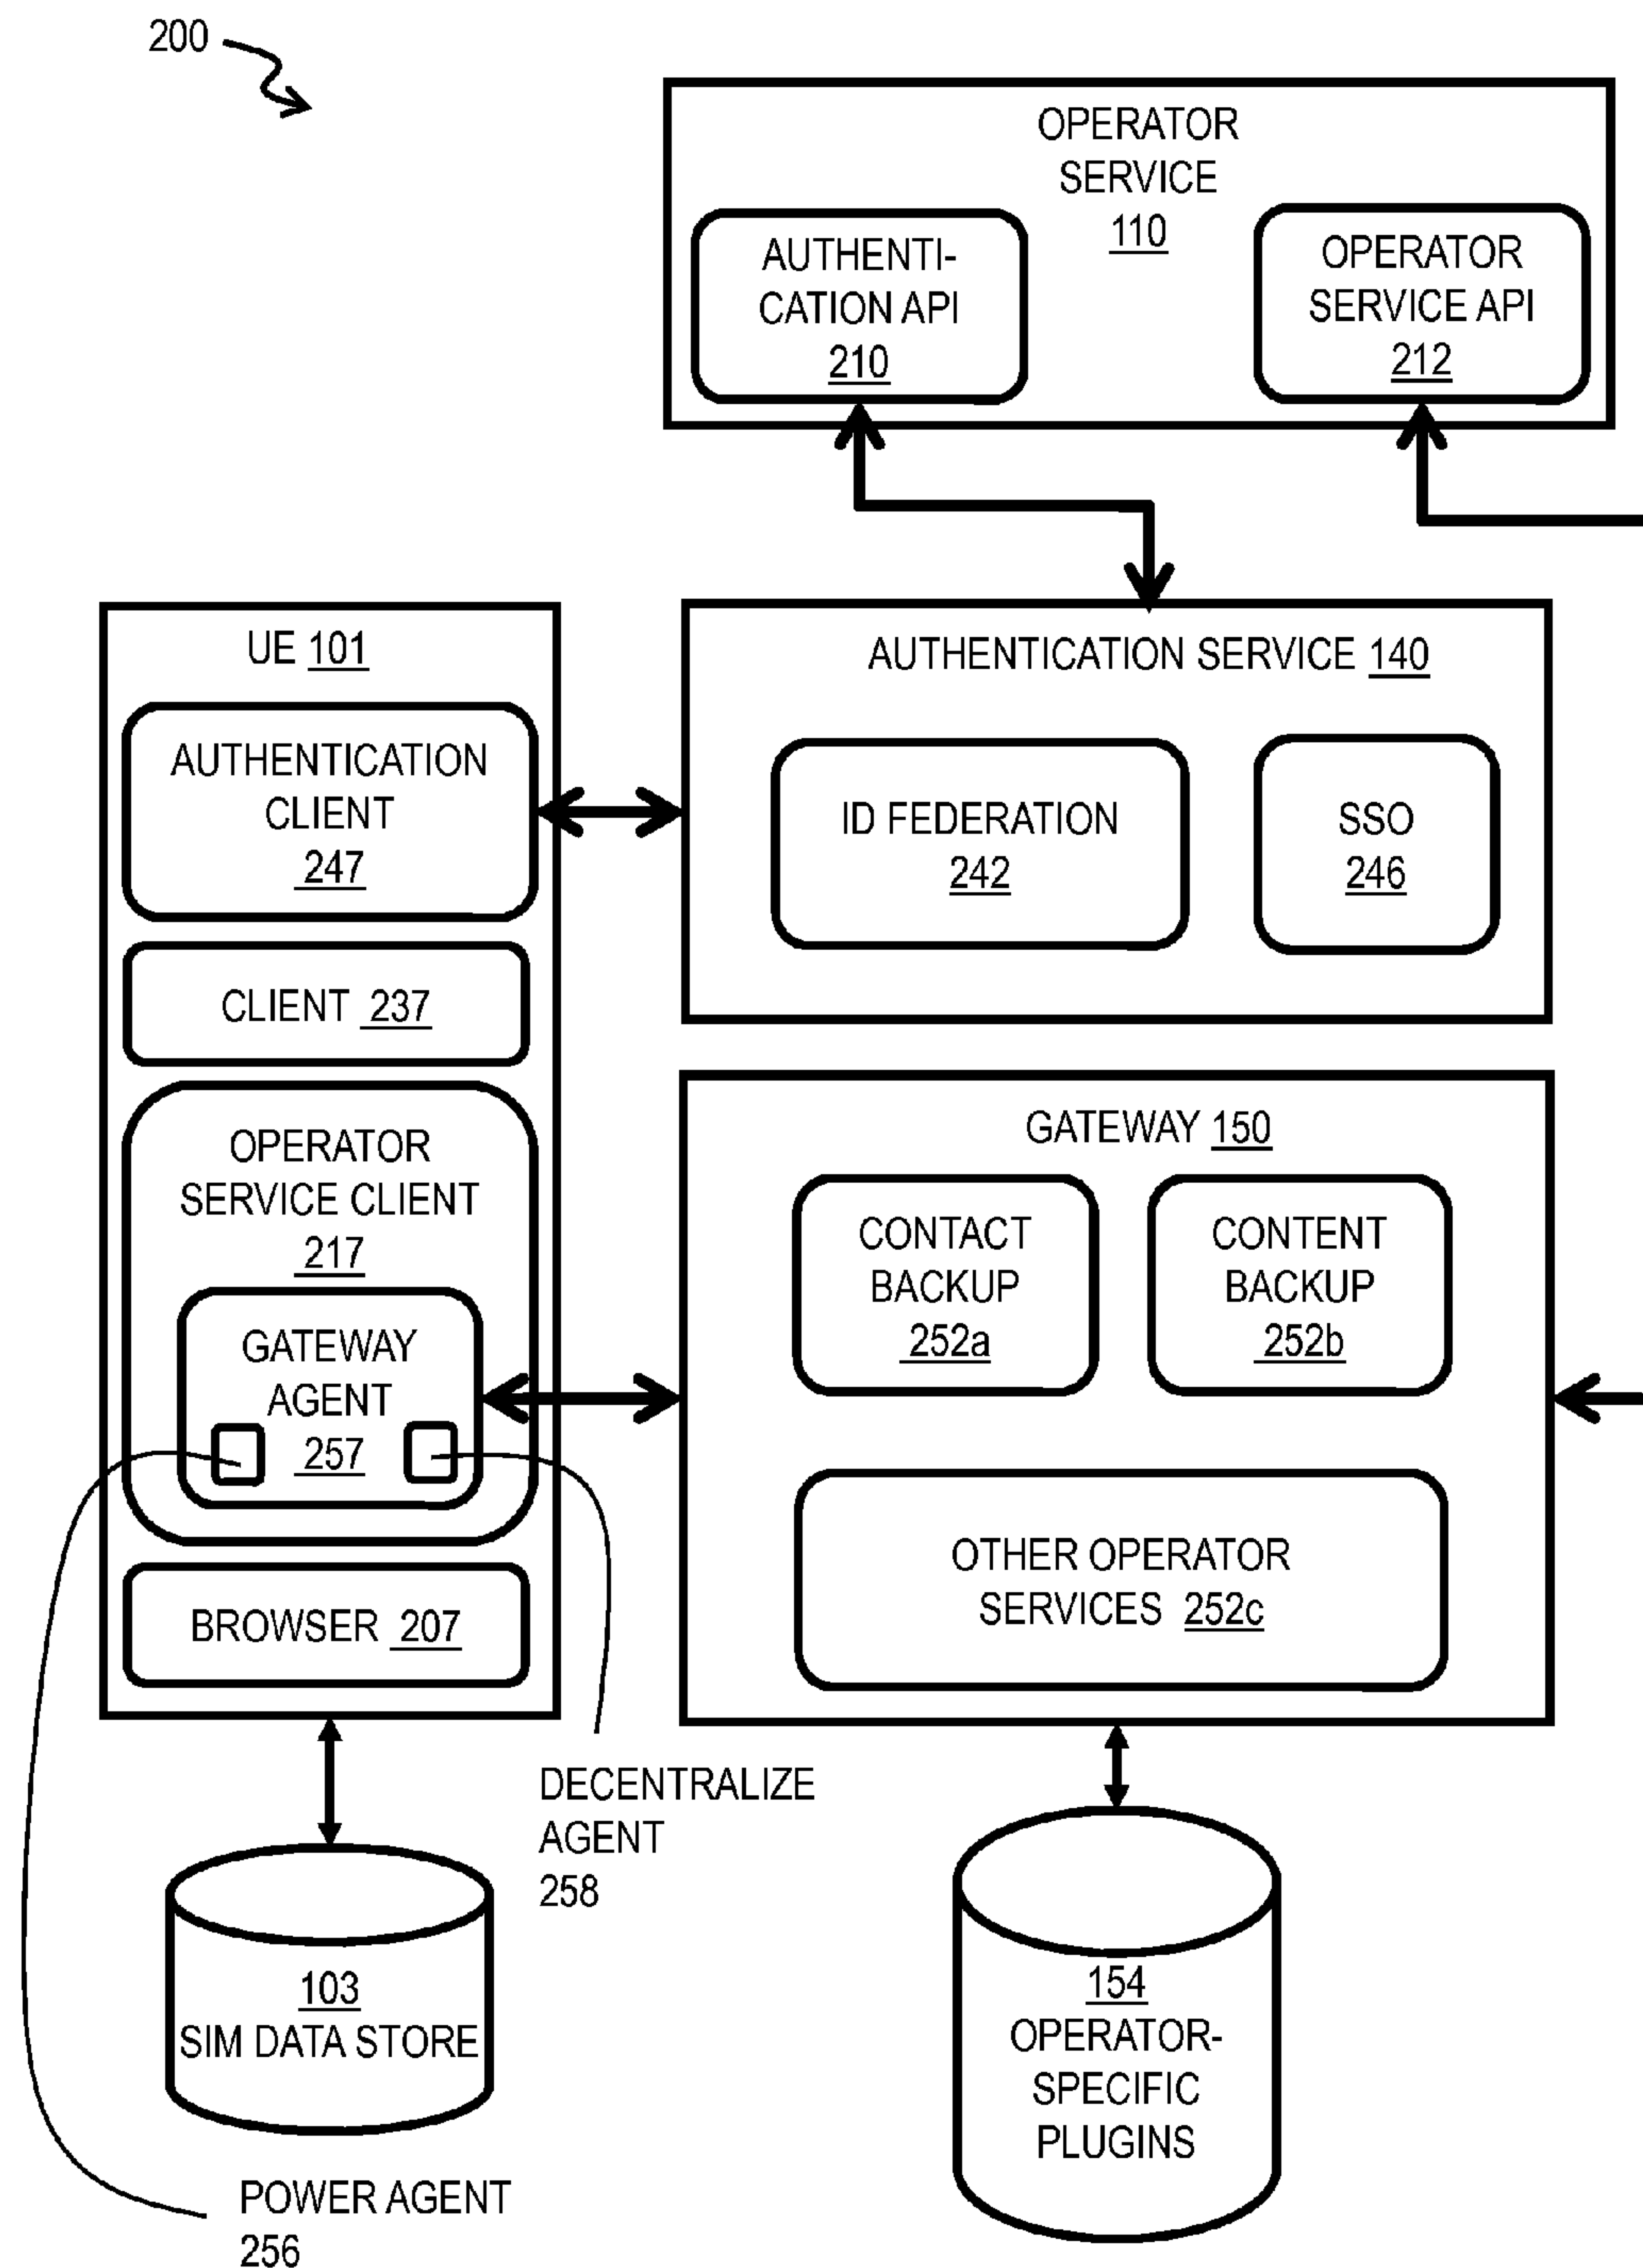 200
OPERATOR
SERVICE
110
AUTHENTI-
CATION API
210
OPERATOR
SERVICE API
212
UE 101
AUTHENTICATION
CLIENT
247
CLIENT 237
OPERATOR
SERVICE CLIENT
217
GATEWAY
AGENT
257
BROWSER 207
AUTHENTICATION SERVICE 140
ID FEDERATION
242
SSO
246
GATEWAY 150
CONTACT
BACKUP
252a
CONTENT
BACKUP
252b
OTHER OPERATOR
SERVICES 252c
DECENTRALIZE
AGENT
258
103
SIM DATA STORE
154
OPERATOR-
SPECIFIC
PLUGINS
POWER AGENT
256